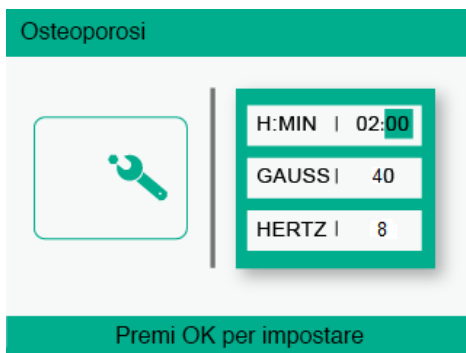 Osteoporosi
H:MIN | 02:00
GAUSS | 40
HERTZ | 8
Premi OK per impostare